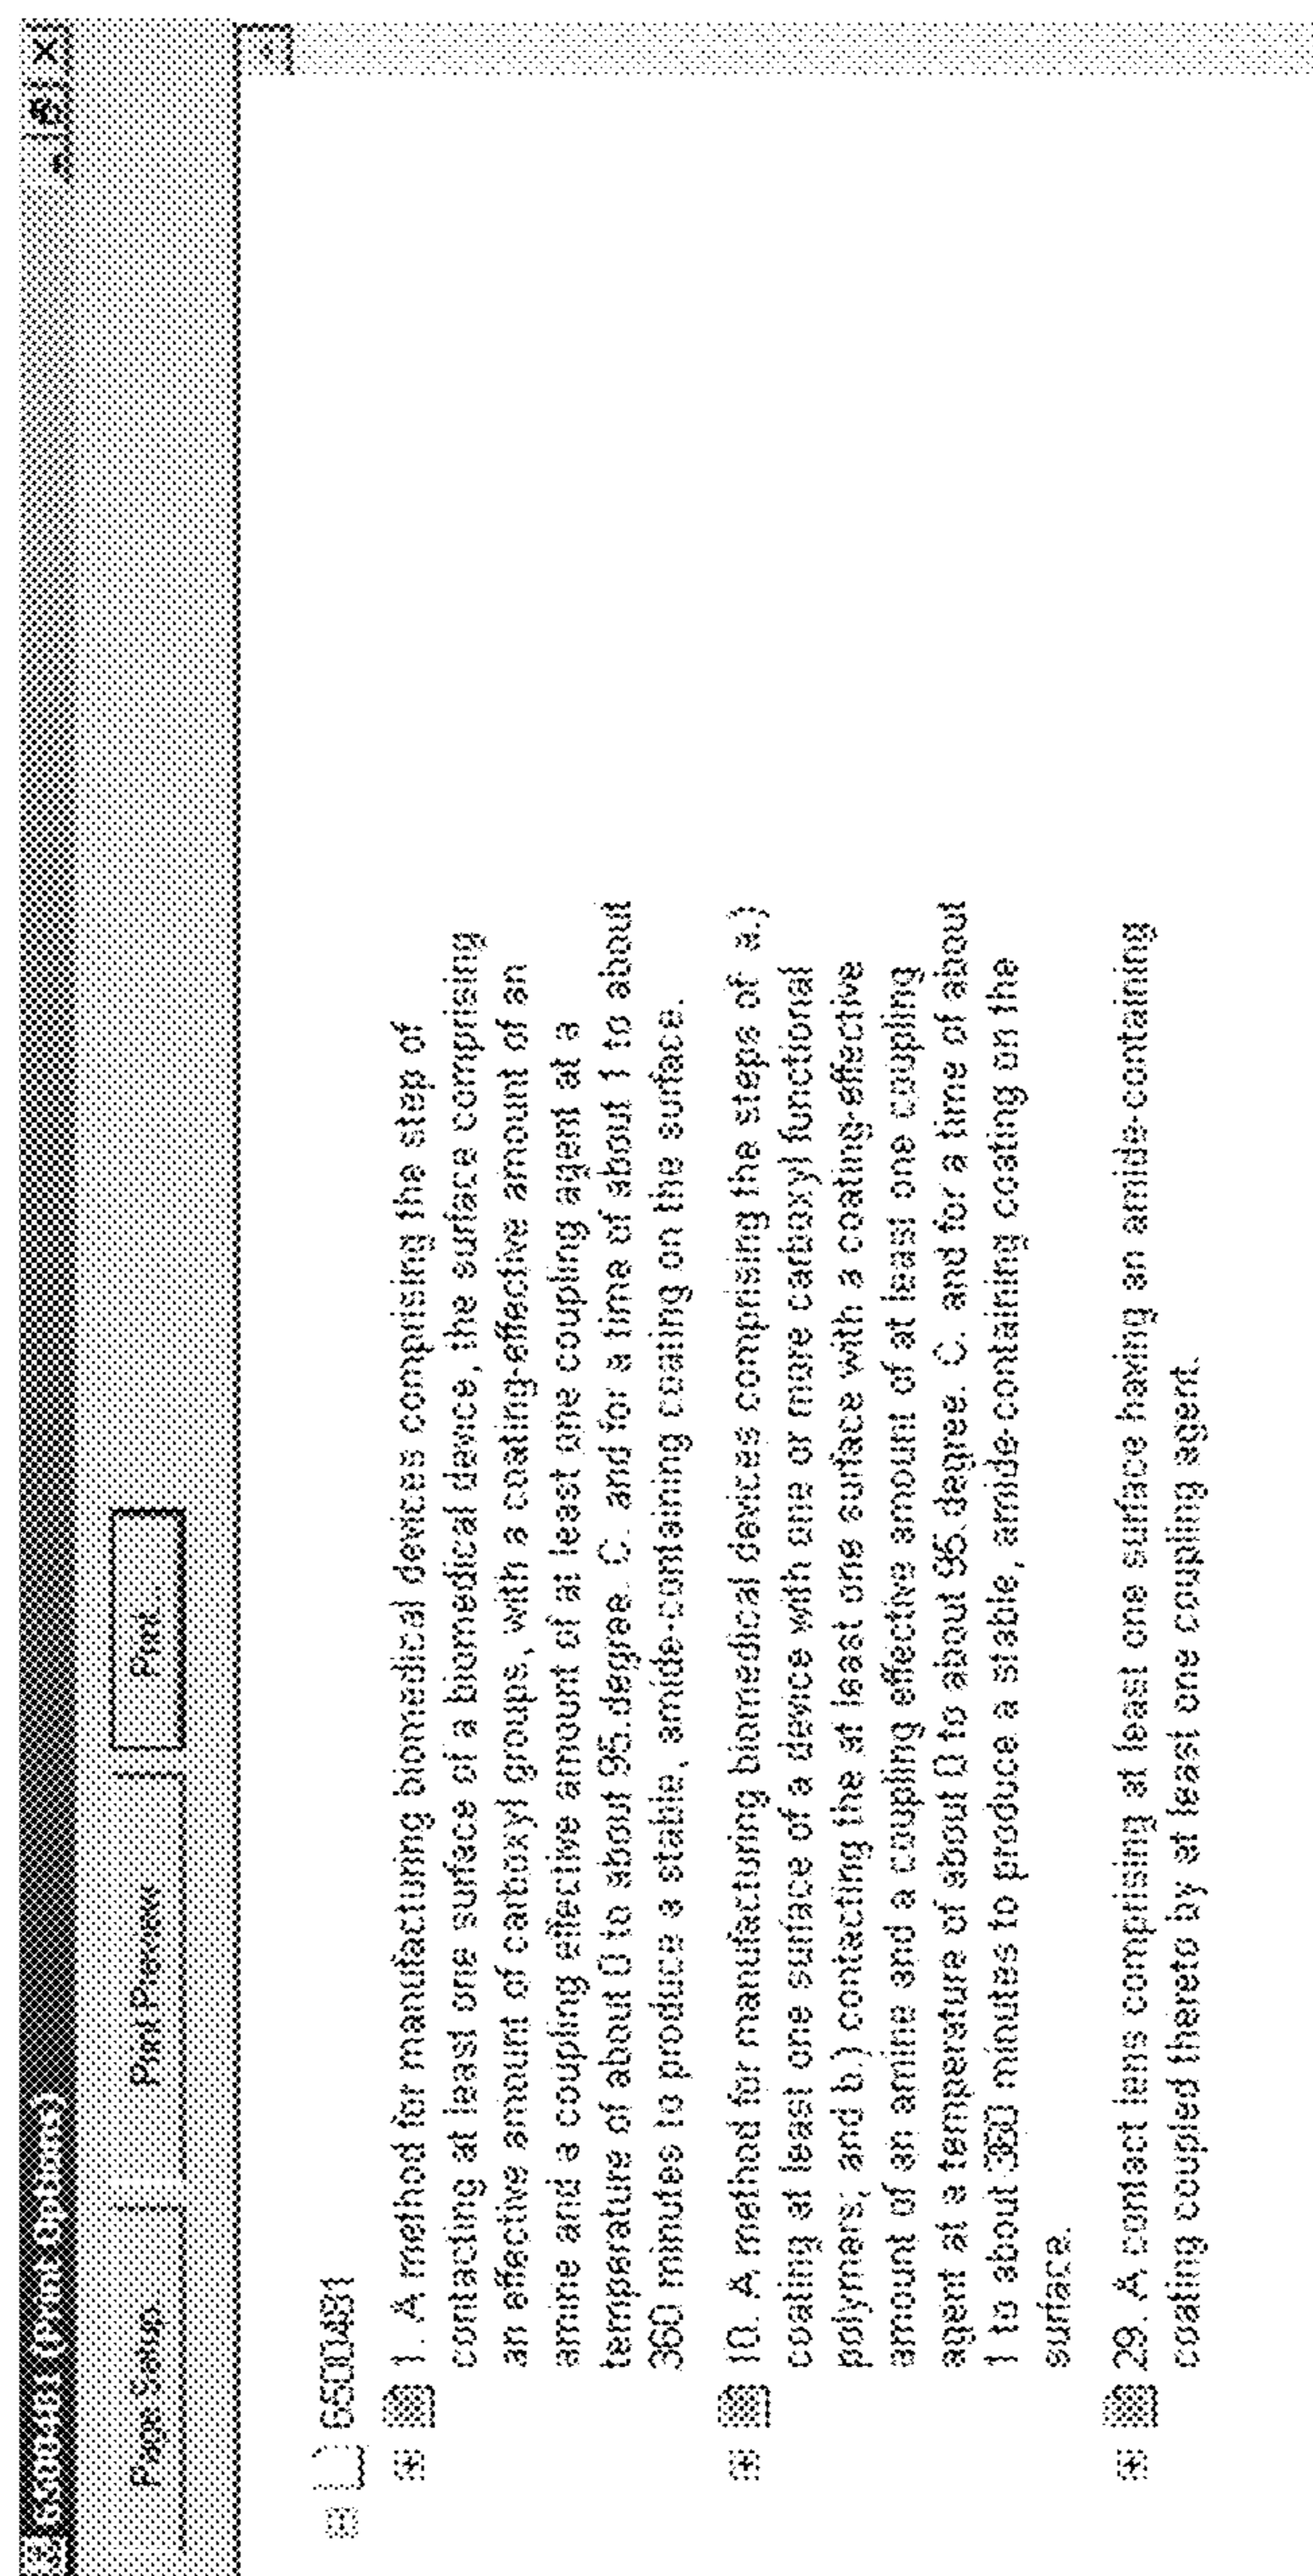 6500481 (Print Options)
Page Setup... Print Preview Print...
6500481
1. A method for manufacturing biomedical devices comprising the step of
contacting at least one surface of a biomedical device, the surface comprising
an effective amount of carboxyl groups, with a coating-effective amount of an
amine and a coupling effective amount of at least one coupling agent at a
temperature of about 0 to about 95.degree. C. and for a time of about 1 to about
360 minutes to produce a stable, amide-containing coating on the surface.
10. A method for manufacturing biomedical devices comprising the steps of a.)
coating at least one surface of a device with one or more carboxyl functional
polymers; and b.) contacting the at least one surface with a coating-effective
amount of an amine and a coupling effective amount of at least one coupling
agent at a temperature of about 0 to about 95.degree. C. and for a time of about
1 to about 360 minutes to produce a stable, amide-containing coating on the
surface.
29. A contact lens comprising at least one surface having an amide-containing
coating coupled thereto by at least one coupling agent.